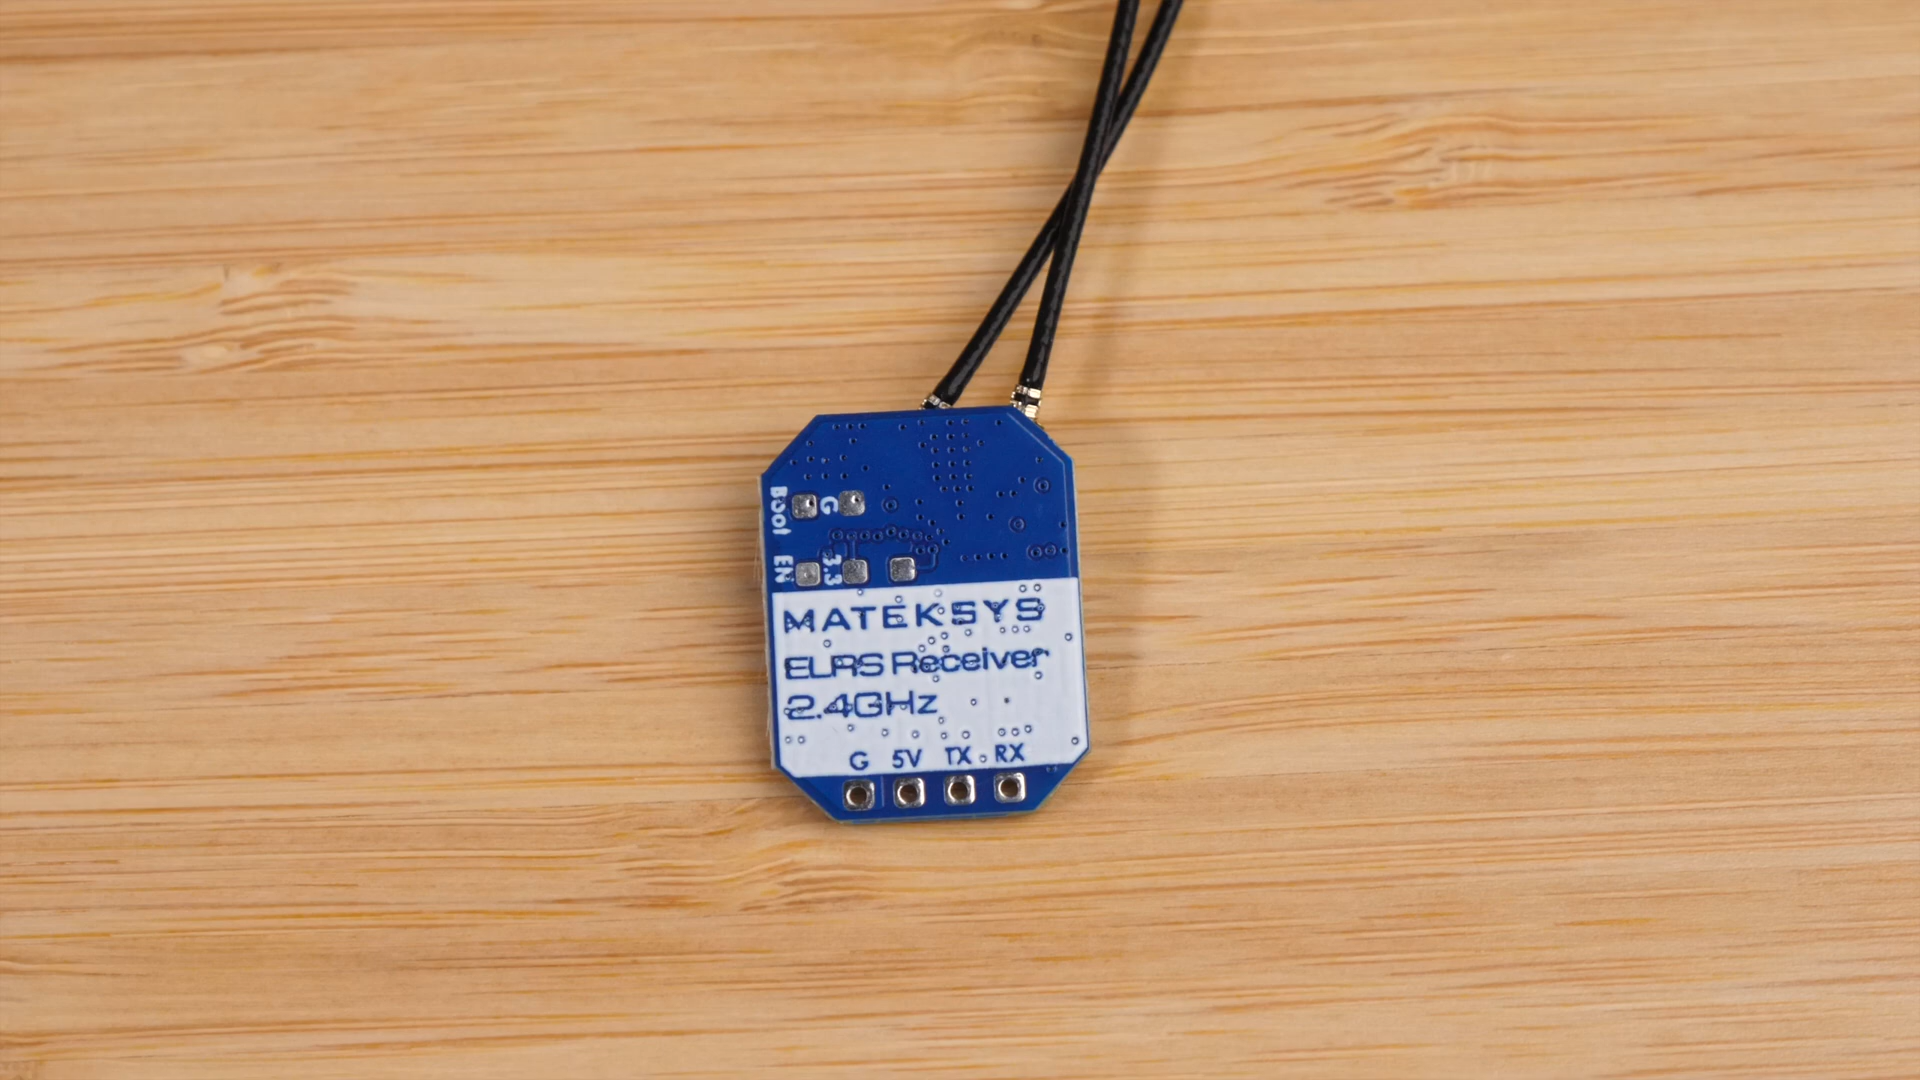 Boot G
EN 3.3
MATEKSYS
ELRS Receiver
2.4GHz
G 5V TX RX